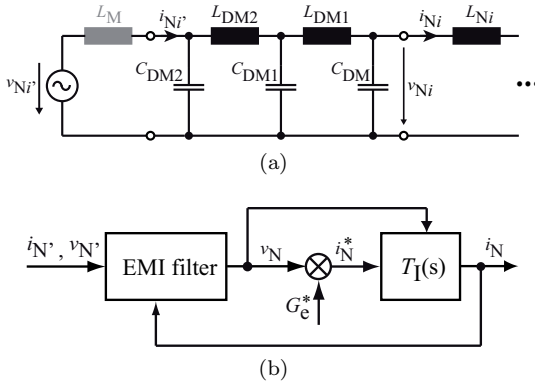 L_M i_Ni' L_DM2 L_DM1 i_Ni L_Ni
v_Ni' C_DM2 C_DM1 C_DM v_Ni ...
(a)
i_N', v_N' EMI filter v_N i_N^* T_I(s) i_N
G_e^*
(b)